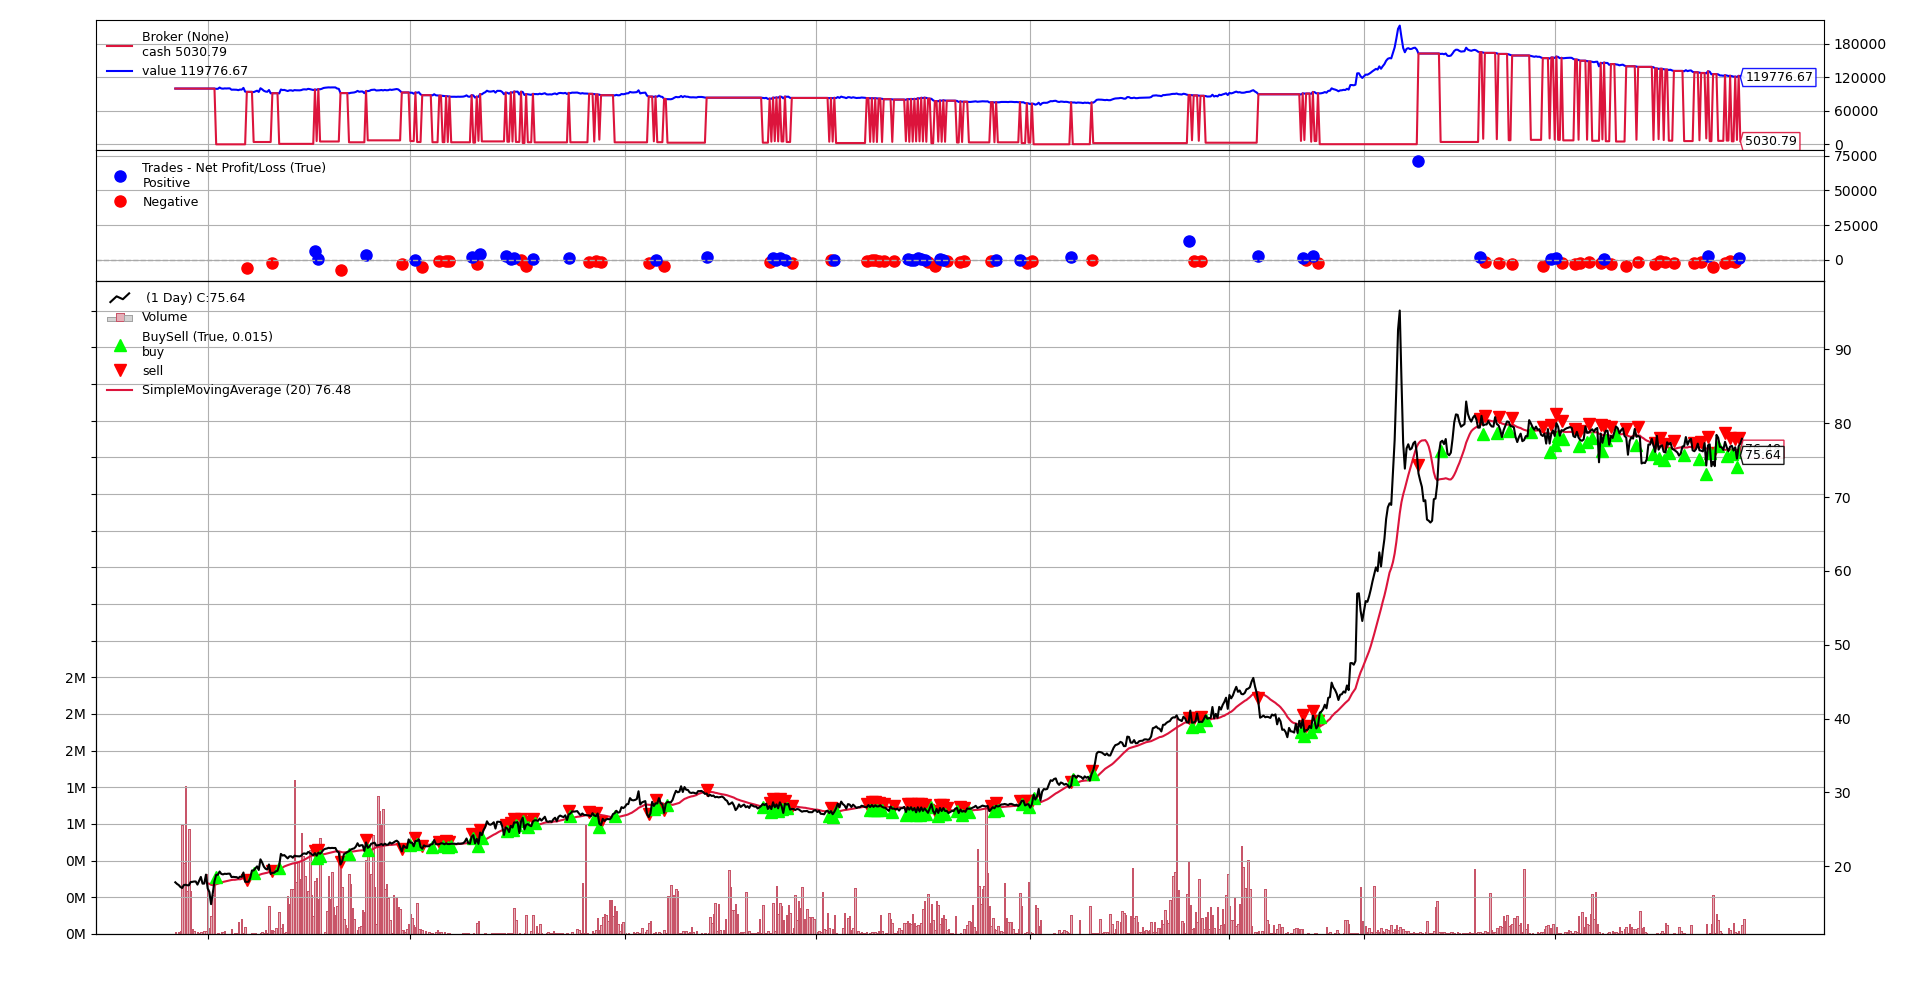 Broker (None)
cash 5030.79
value 119776.67
180000
120000
60000
0
119776.67
5030.79
Trades - Net Profit/Loss (True)
Positive
Negative
75000
50000
25000
0
(1 Day) C:75.64
Volume
BuySell (True, 0.015)
buy
sell
SimpleMovingAverage (20) 76.48
90
80
70
60
50
40
30
20
75.64
2M
2M
2M
1M
1M
0M
0M
0M